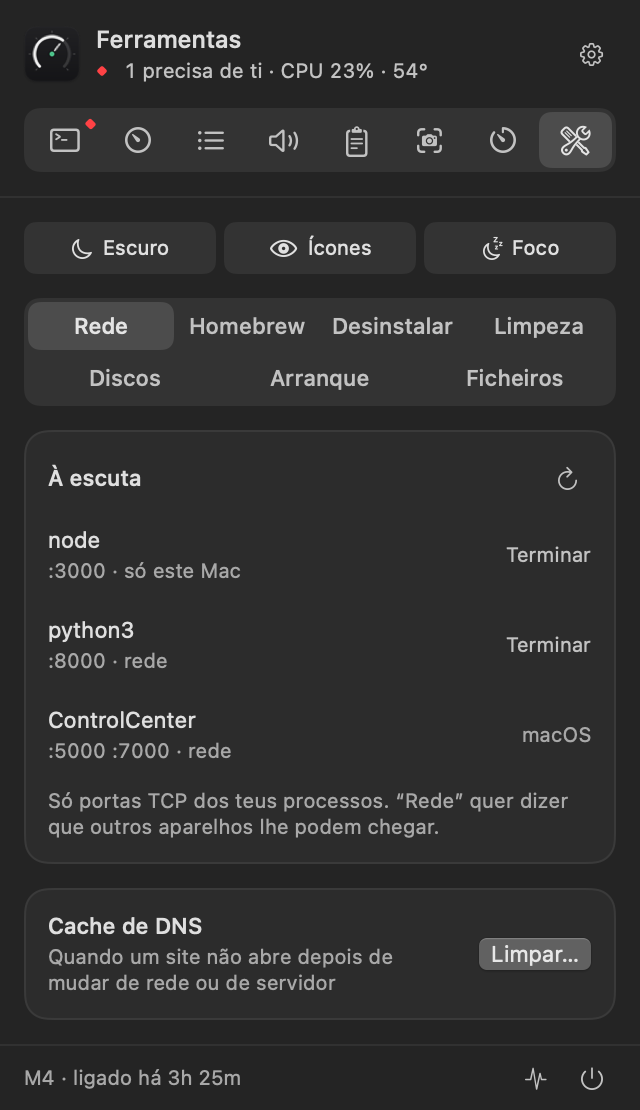 Ferramentas
1 precisa de ti · CPU 23% · 54°
Escuro
Ícones
Foco
Rede
Homebrew
Desinstalar
Limpeza
Discos
Arranque
Ficheiros
À escuta
node
:3000 · só este Mac
Terminar
python3
:8000 · rede
Terminar
ControlCenter
:5000 :7000 · rede
macOS
Só portas TCP dos teus processos. “Rede” quer dizer
que outros aparelhos lhe podem chegar.
Cache de DNS
Quando um site não abre depois de
mudar de rede ou de servidor
Limpar...
M4 · ligado há 3h 25m